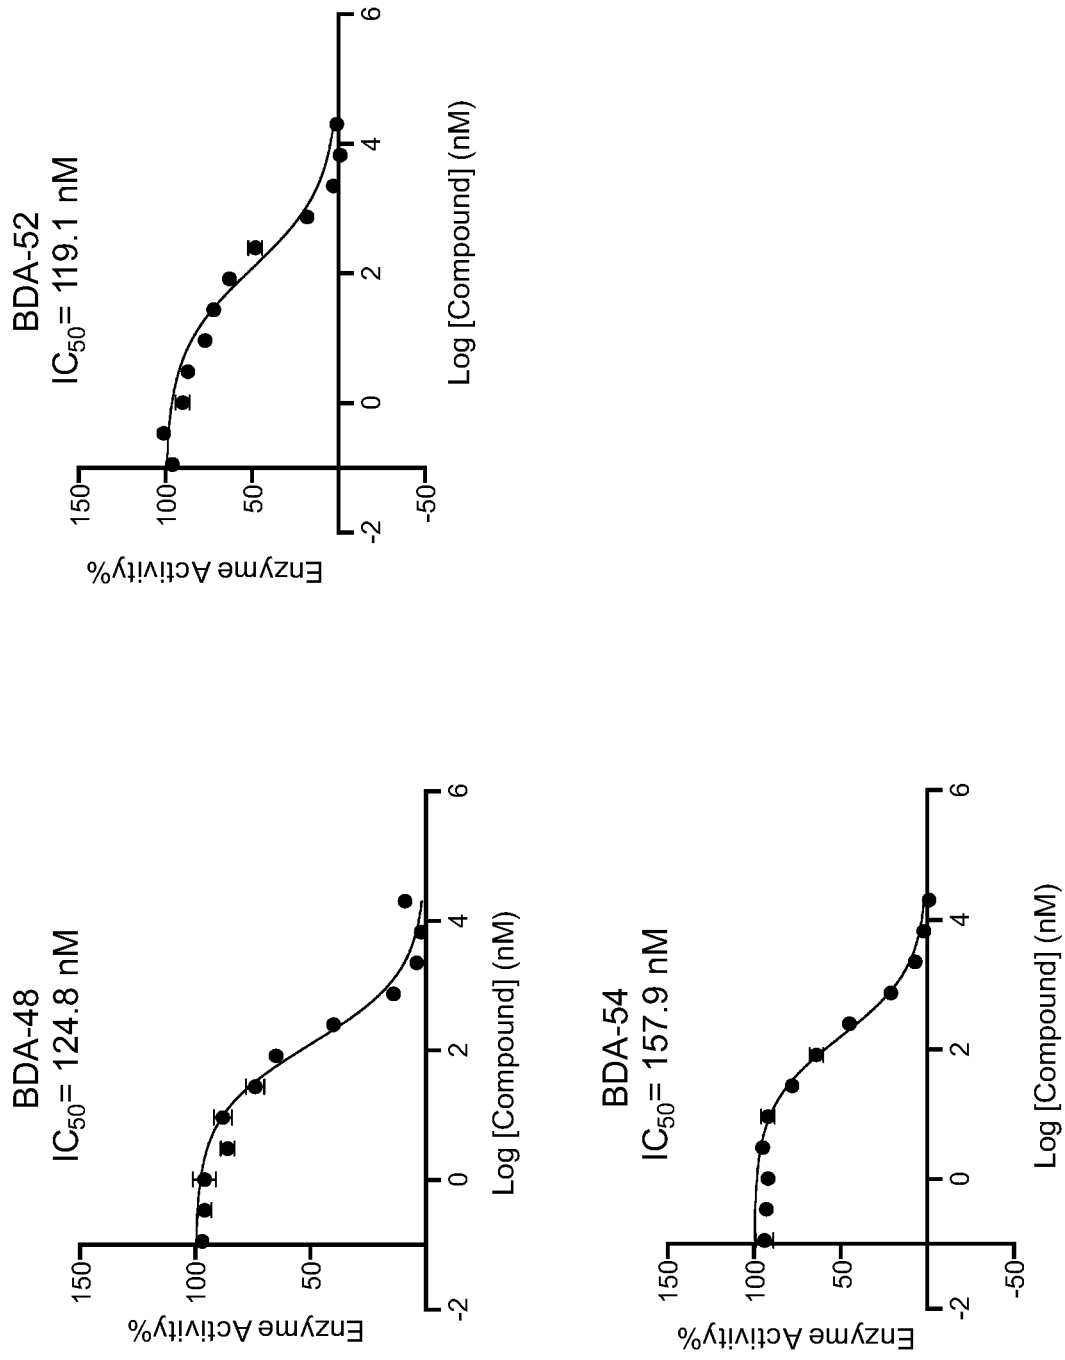 BDA-48
IC50= 124.8 nM
150
100
50
-2
0
2
4
6
Enzyme Activity%
Log [Compound] (nM)
BDA-52
IC50= 119.1 nM
150
100
50
-50
-2
0
2
4
6
Enzyme Activity%
Log [Compound] (nM)
BDA-54
IC50= 157.9 nM
150
100
50
-50
-2
0
2
4
6
Enzyme Activity%
Log [Compound] (nM)